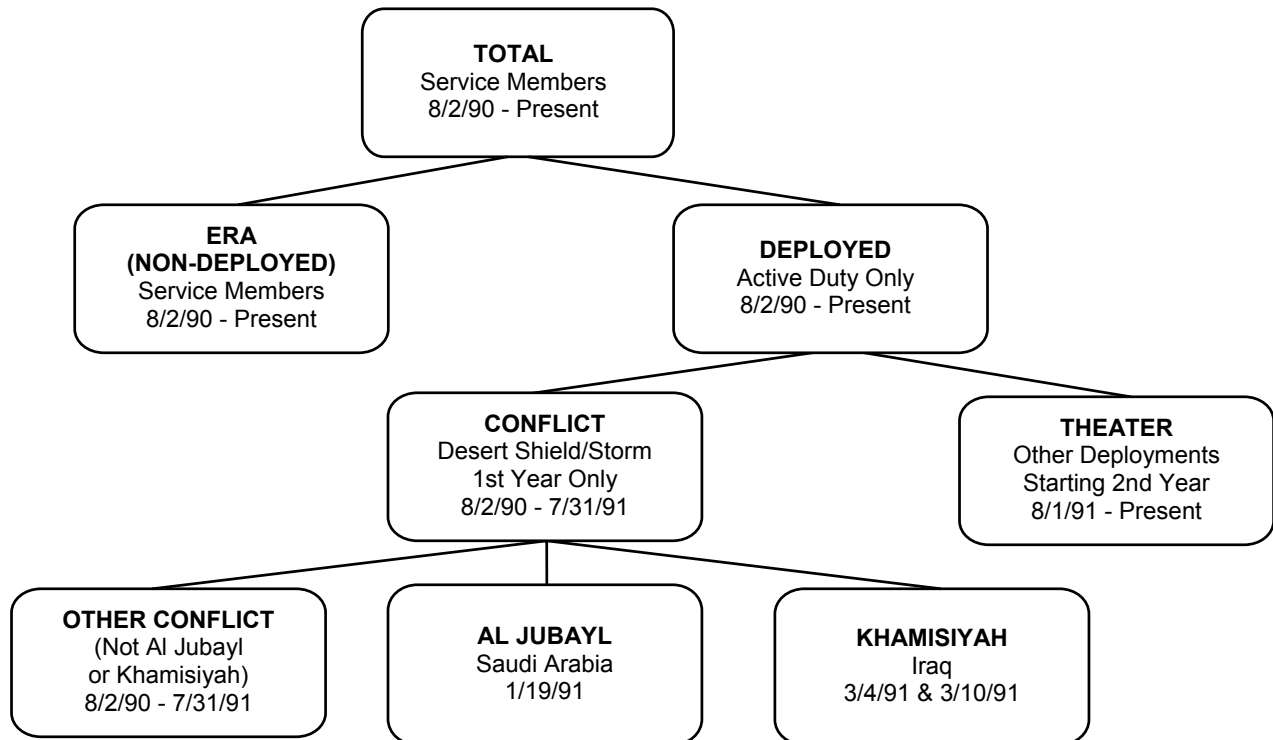 TOTAL
Service Members
8/2/90 - Present
ERA
(NON-DEPLOYED)
Service Members
8/2/90 - Present
DEPLOYED
Active Duty Only
8/2/90 - Present
CONFLICT
Desert Shield/Storm
1st Year Only
8/2/90 - 7/31/91
THEATER
Other Deployments
Starting 2nd Year
8/1/91 - Present
OTHER CONFLICT
(Not Al Jubayl
or Khamisiyah)
8/2/90 - 7/31/91
AL JUBAYL
Saudi Arabia
1/19/91
KHAMISIYAH
Iraq
3/4/91 & 3/10/91